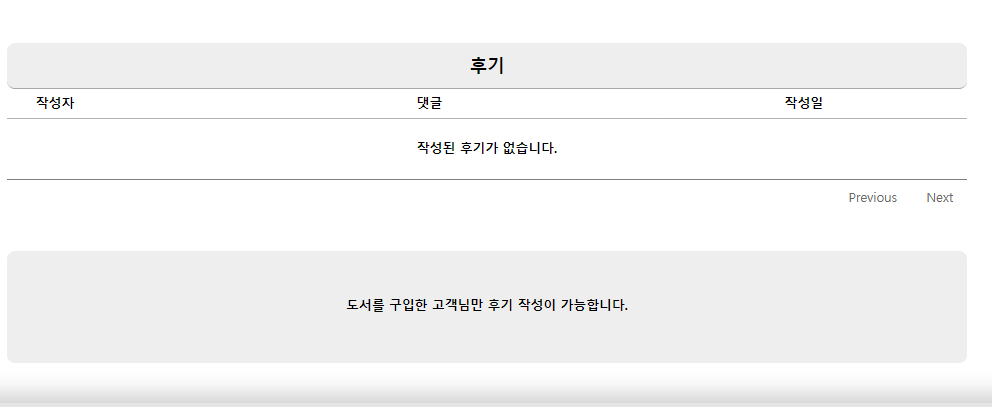 후기
작성자 댓글 작성일
작성된 후기가 없습니다.
Previous Next
도서를 구입한 고객님만 후기 작성이 가능합니다.